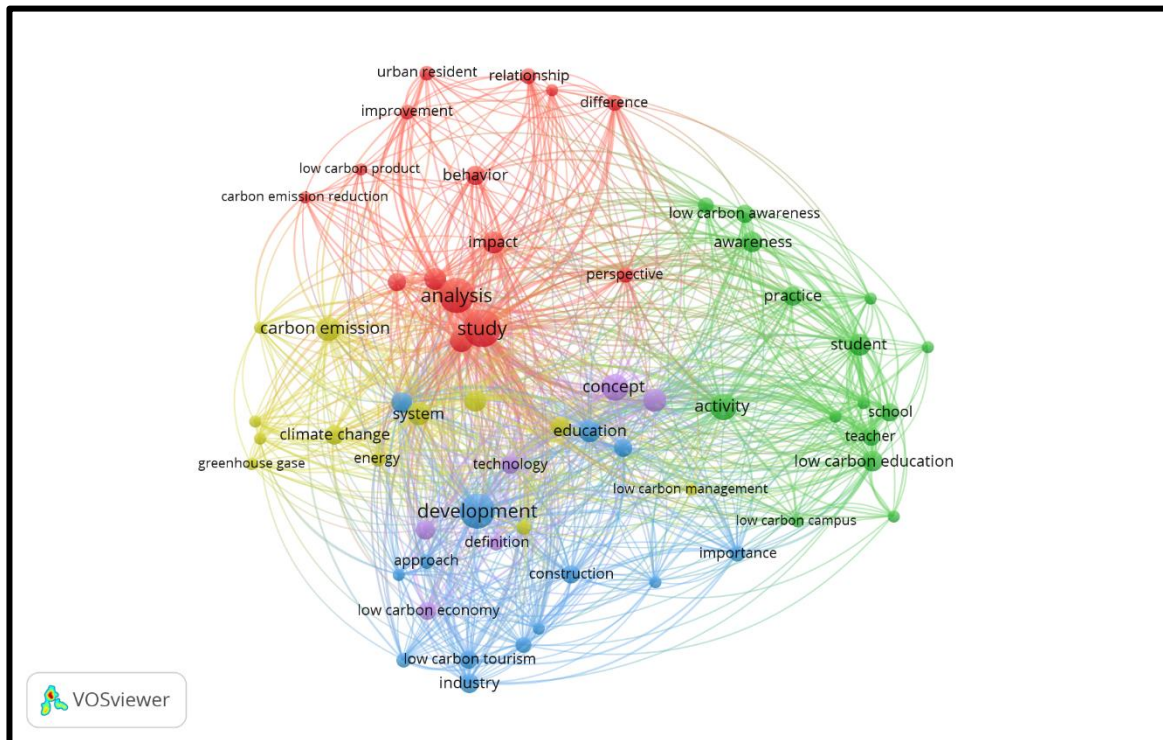 urban resident
relationship
improvement
difference
low carbon product
behavior
carbon emission reduction
low carbon awareness
impact
awareness
perspective
analysis
practice
carbon emission
study
student
concept
activity
system
school
climate change
education
teacher
energy
technology
low carbon education
greenhouse gase
low carbon management
development
low carbon campus
definition
importance
approach
construction
low carbon economy
low carbon tourism
industry
VOSviewer